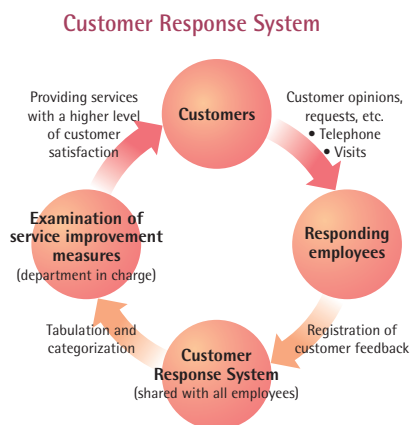 Customer Response System
Providing services
with a higher level
of customer
satisfaction
Customers
Customer opinions,
requests, etc.
• Telephone
• Visits
Examination of
service improvement
measures
(department in charge)
Responding
employees
Tabulation and
categorization
Customer
Response System
(shared with all employees)
Registration of
customer feedback